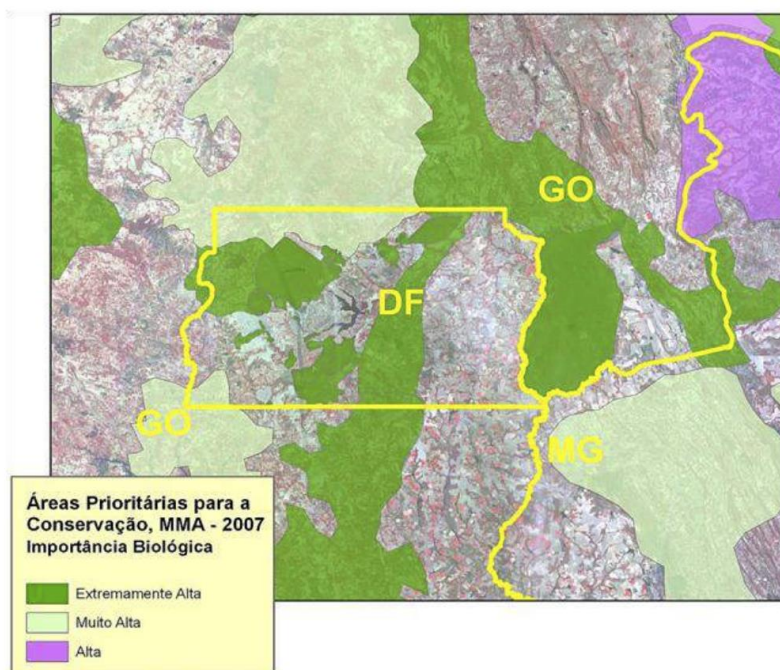 GO
DF
GO
MG
Áreas Prioritárias para a
Conservação, MMA - 2007
Importância Biológica
Extremamente Alta
Muito Alta
Alta